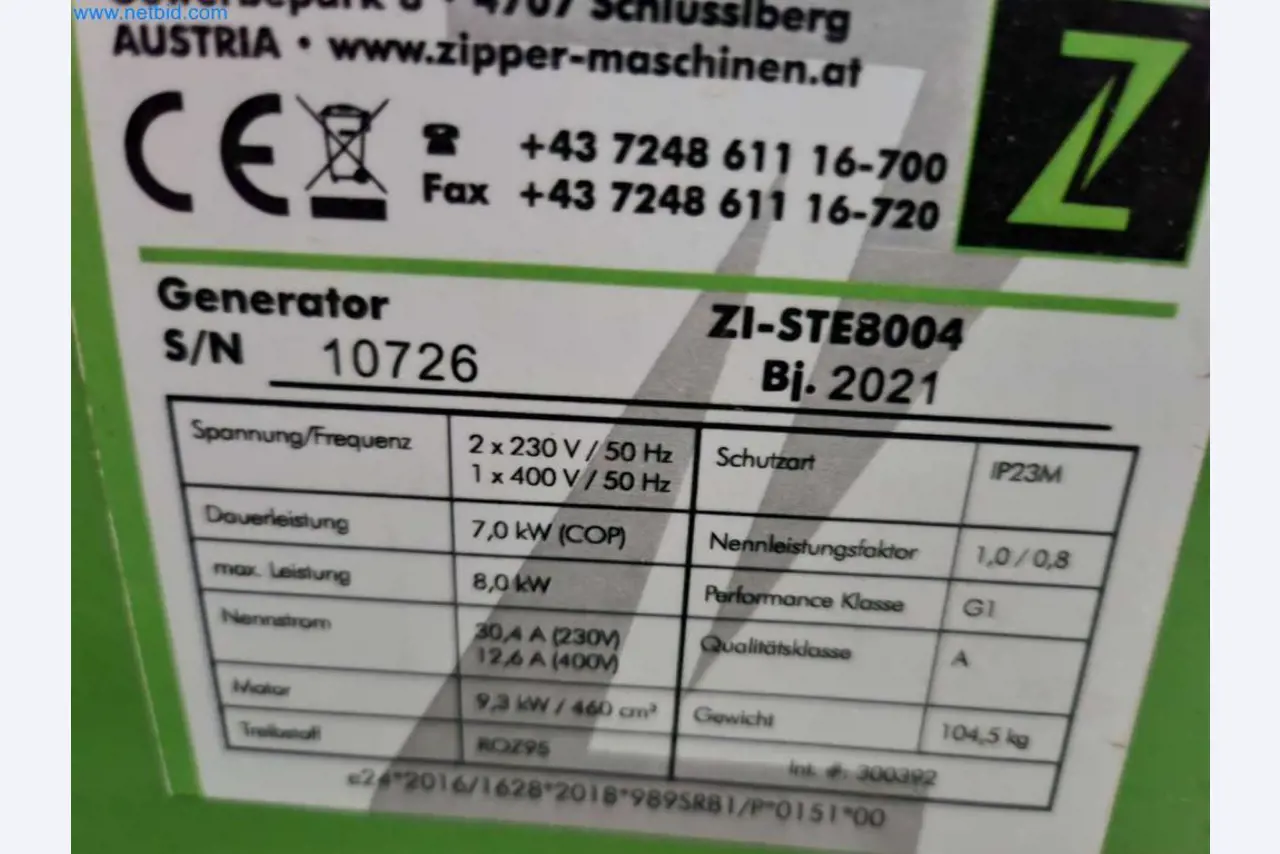 www.netbid.com
4707 Schlüsslberg
AUSTRIA • www.zipper-maschinen.at
CE
+43 7248 611 16-700
Fax +43 7248 611 16-720
Z
Generator
ZI-STE8004
S/N 10726
Bj. 2021
Spannung/Frequenz 2 x 230 V / 50 Hz Schutzart IP23M
1 x 400 V / 50 Hz
Dauerleistung 7,0 kW (COP) Nennleistungsfaktor 1,0 / 0,8
max. Leistung 8,0 kW Performance Klasse G1
Nennstrom 30,4 A (230V) Qualitätsklasse A
12,6 A (400V)
Motor 9,3 kW / 460 cm³ Gewicht 104,5 kg
Treibstoff ROZ95 Int. #: 300392
e24*2016/1628*2018*989SRB1/P*0151*00